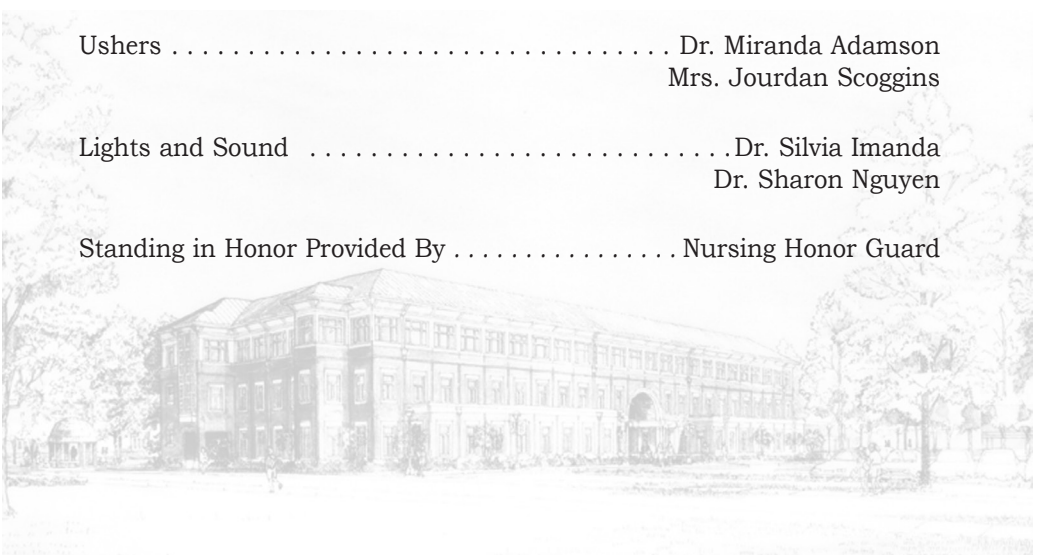 Ushers . . . . . . . . . . . . . . . . . . . . . . . . . . . . . . . . . Dr. Miranda Adamson
Mrs. Jourdan Scoggins
Lights and Sound . . . . . . . . . . . . . . . . . . . . . . . . . . . . Dr. Silvia Imanda
Dr. Sharon Nguyen
Standing in Honor Provided By . . . . . . . . . . . . . . . Nursing Honor Guard